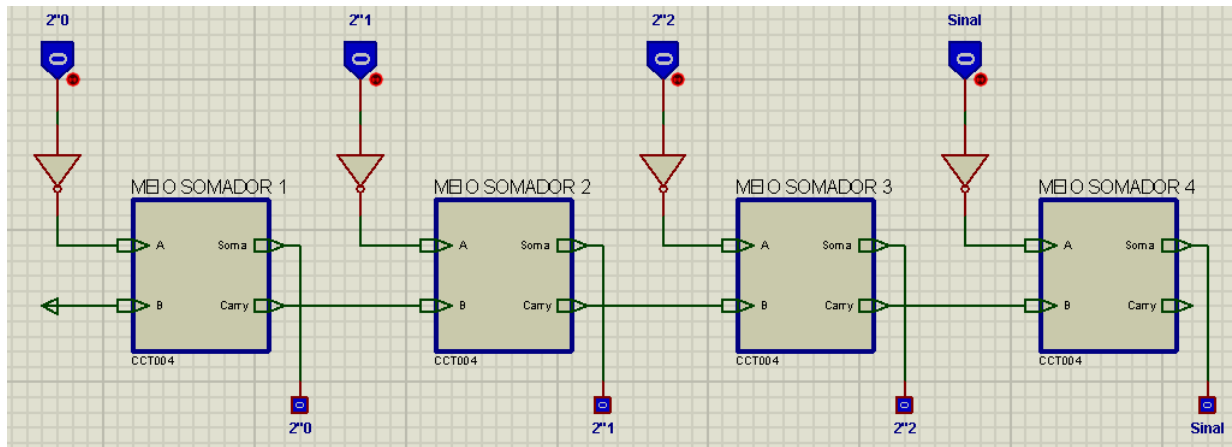 2"0 2"1 2"2 Sinal
0 0 0 0
MEIO SOMADOR 1 MEIO SOMADOR 2 MEIO SOMADOR 3 MEIO SOMADOR 4
A Soma A Soma A Soma A Soma
B Carry B Carry B Carry B Carry
CCT004 CCT004 CCT004 CCT004
0 0 0 0
2"0 2"1 2"2 Sinal